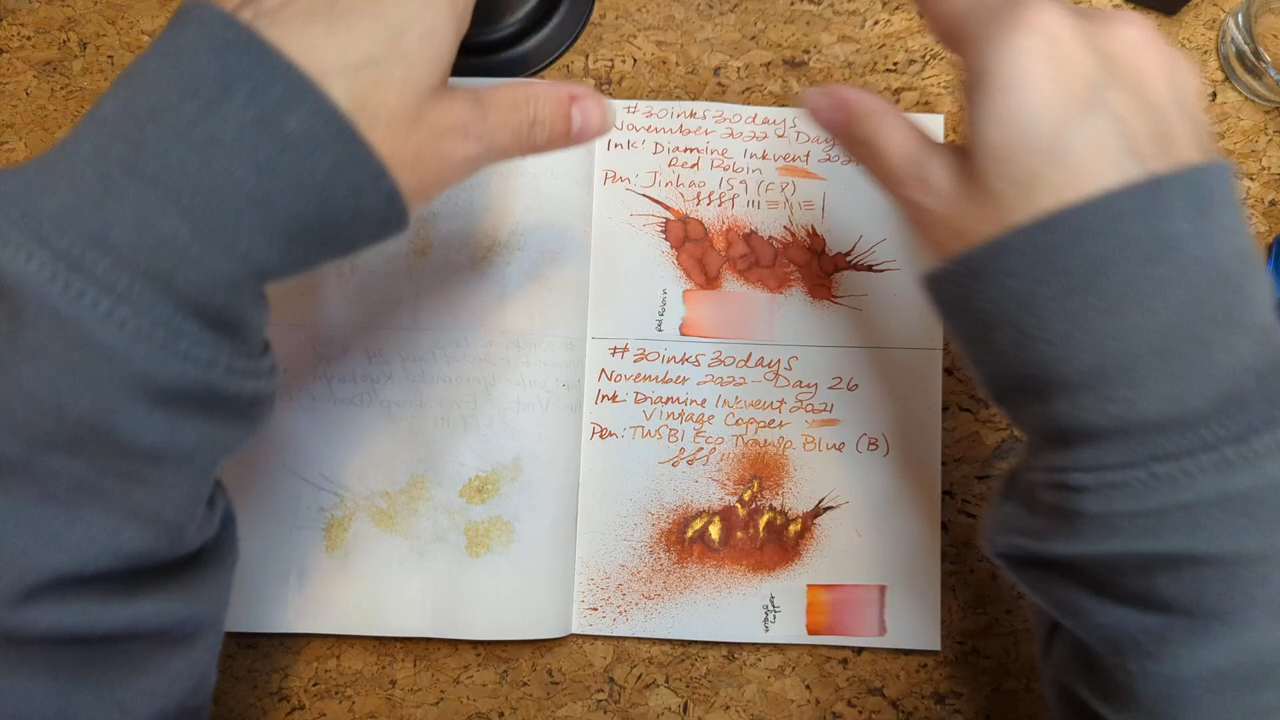 #30inks30days
November 2022 - Day
Ink: Diamine Inkvent 202
Red Robin
Pen: Jinhao 159 (F?)
Red Robin
#30inks30days
November 2022 - Day 26
Ink: Diamine Inkvent 2021
Vintage Copper
Pen: TWSBI Eco Transp. Blue (B)
Vintage
Copper